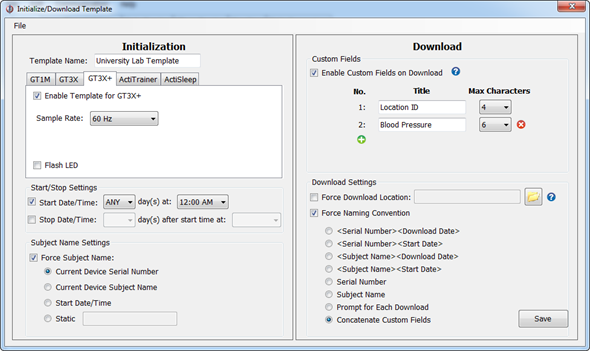 Initialize/Download Template
File
Initialization
Template Name: University Lab Template
GT1M GT3X GT3X+ ActiTrainer ActiSleep
Enable Template for GT3X+
Sample Rate: 60 Hz
Flash LED
Start/Stop Settings
Start Date/Time: ANY day(s) at: 12:00 AM
Stop Date/Time: day(s) after start time at:
Subject Name Settings
Force Subject Name:
Current Device Serial Number
Current Device Subject Name
Start Date/Time
Static
Download
Custom Fields
Enable Custom Fields on Download
No. Title Max Characters
1: Location ID 4
2: Blood Pressure 6
Download Settings
Force Download Location:
Force Naming Convention
<Serial Number><Download Date>
<Serial Number><Start Date>
<Subject Name><Download Date>
<Subject Name><Start Date>
Serial Number
Subject Name
Prompt for Each Download
Concatenate Custom Fields
Save